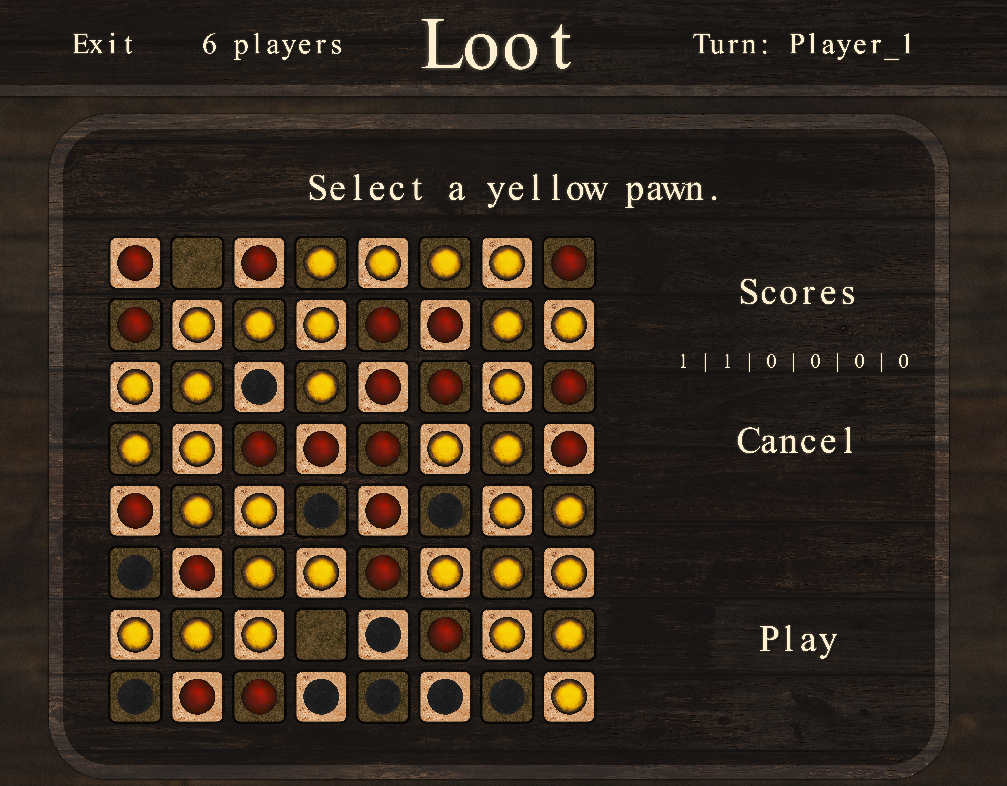 Exit
6 players
Loot
Turn: Player_1
Select a yellow pawn.
Scores
1 | 1 | 0 | 0 | 0 | 0
Cancel
Play